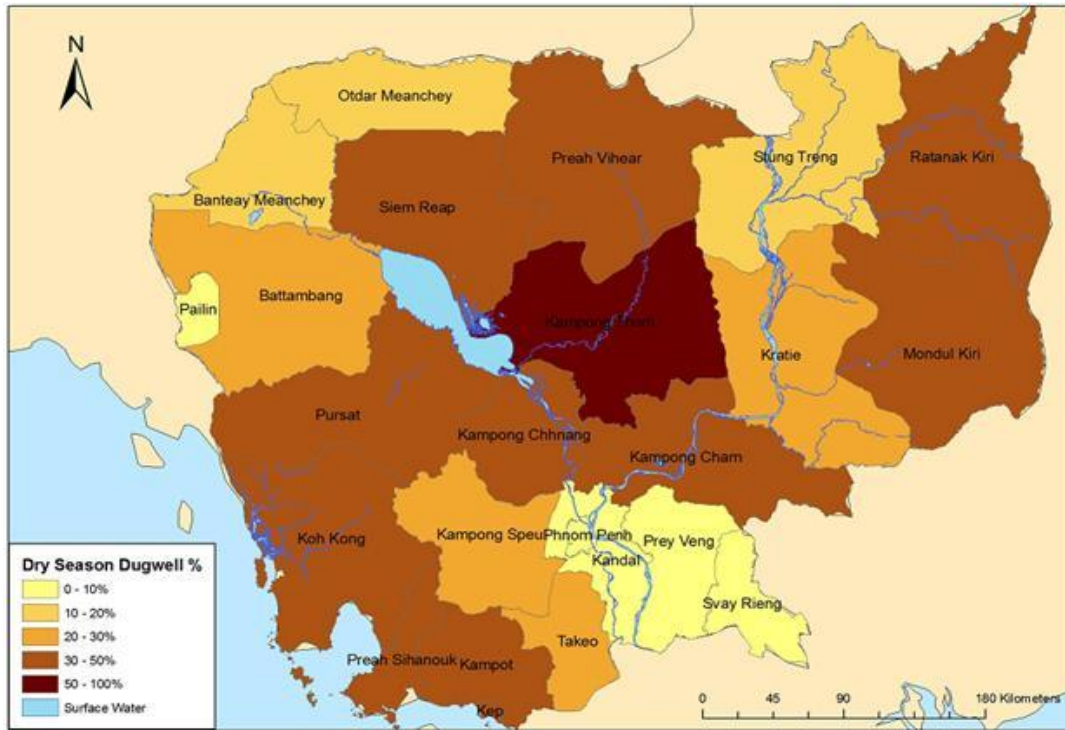 N
Otdar Meanchey
Preah Vihear
Stung Treng
Ratanak Kiri
Banteay Meanchey
Siem Reap
Pailin
Battambang
Kampong Thom
Kratie
Mondul Kiri
Pursat
Kampong Chhnang
Kampong Cham
Koh Kong
Kampong Speu
Phnom Penh
Prey Veng
Kandal
Svay Rieng
Takeo
Preah Sihanouk
Kampot
Kep
Dry Season Dugwell %
0 - 10%
10 - 20%
20 - 30%
30 - 50%
50 - 100%
Surface Water
0 45 90 180 Kilometers